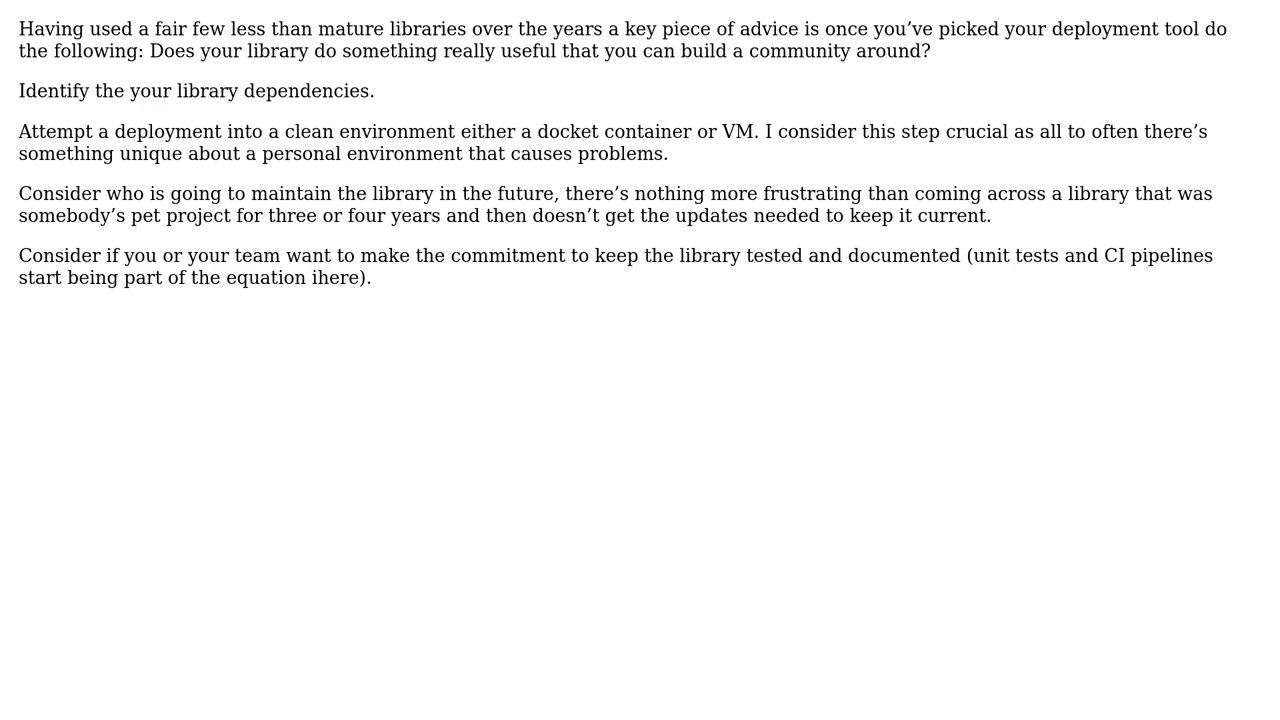 Having used a fair few less than mature libraries over the years a key piece of advice is once you’ve picked your deployment tool do
the following: Does your library do something really useful that you can build a community around?
Identify the your library dependencies.
Attempt a deployment into a clean environment either a docket container or VM. I consider this step crucial as all to often there’s
something unique about a personal environment that causes problems.
Consider who is going to maintain the library in the future, there’s nothing more frustrating than coming across a library that was
somebody’s pet project for three or four years and then doesn’t get the updates needed to keep it current.
Consider if you or your team want to make the commitment to keep the library tested and documented (unit tests and CI pipelines
start being part of the equation ihere).